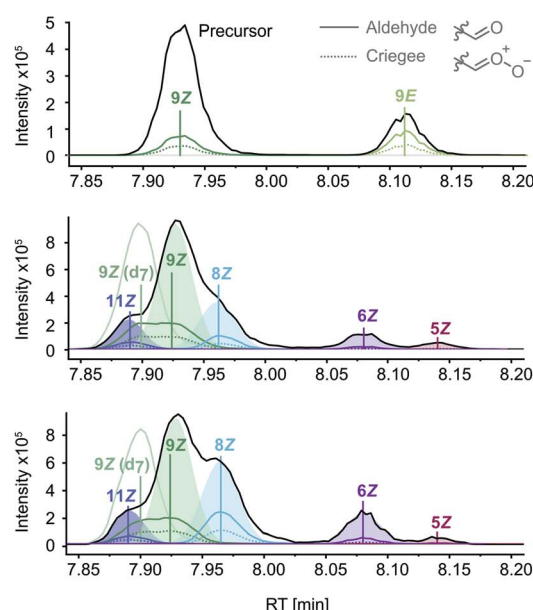 Precursor
Aldehyde
O
Criegee
O+
O−
Intensity x10⁵
5
4
3
2
1
0
9Z
9E
7.85 7.90 7.95 8.00 8.05 8.10 8.15 8.20
Intensity x10⁵
8
6
4
2
0
9Z (d7)
9Z
11Z
8Z
6Z
5Z
7.85 7.90 7.95 8.00 8.05 8.10 8.15 8.20
Intensity x10⁵
8
6
4
2
0
9Z (d7)
9Z
8Z
11Z
6Z
5Z
7.85 7.90 7.95 8.00 8.05 8.10 8.15 8.20
RT [min]